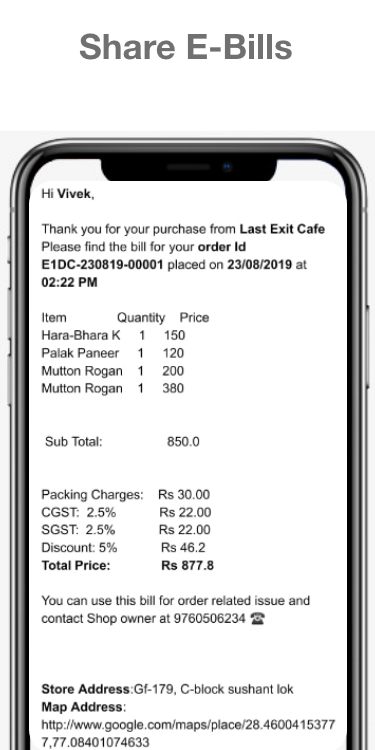 Share E-Bills
Hi Vivek,
Thank you for your purchase from Last Exit Cafe
Please find the bill for your order Id
E1DC-230819-00001 placed on 23/08/2019 at
02:22 PM
Item Quantity Price
Hara-Bhara K 1 150
Palak Paneer 1 120
Mutton Rogan 1 200
Mutton Rogan 1 380
Sub Total: 850.0
Packing Charges: Rs 30.00
CGST: 2.5% Rs 22.00
SGST: 2.5% Rs 22.00
Discount: 5% Rs 46.2
Total Price: Rs 877.8
You can use this bill for order related issue and
contact Shop owner at 9760506234 ☎
Store Address:Gf-179, C-block sushant lok
Map Address:
http://www.google.com/maps/place/28.4600415377
7,77.08401074633